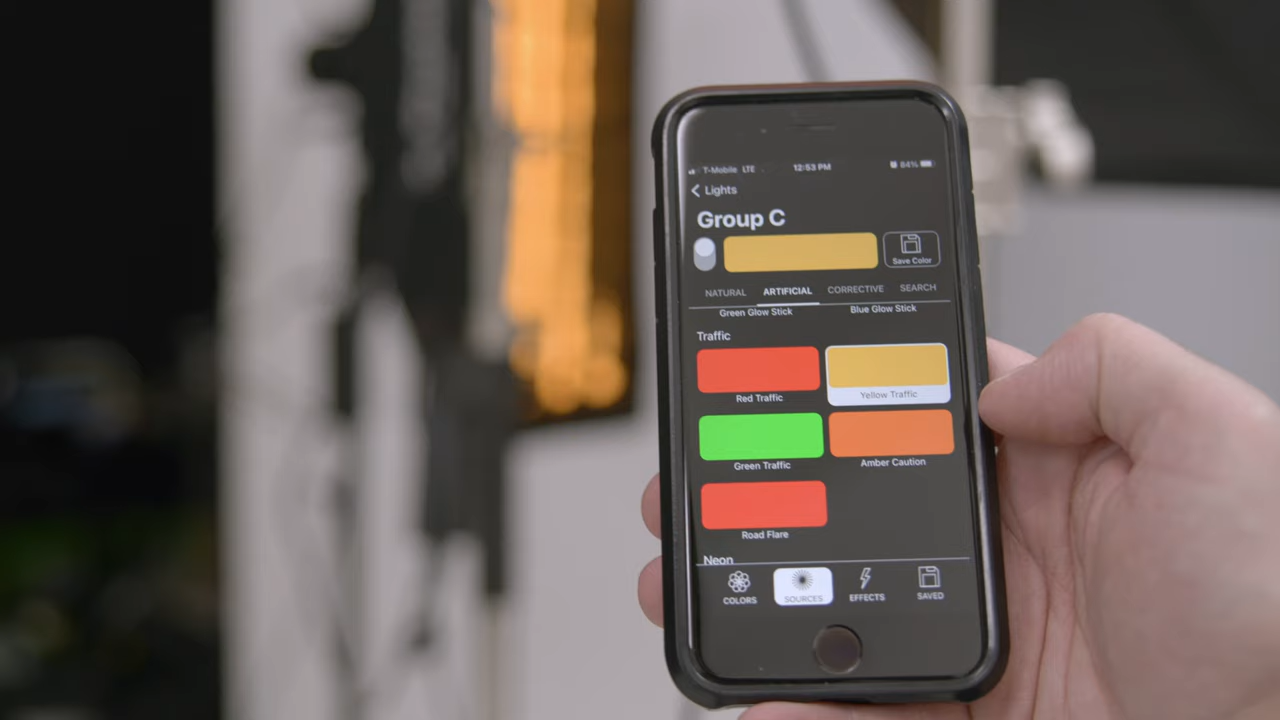 T-Mobile LTE 12:53 PM 84%
Lights
Group C
Save Color
NATURAL ARTIFICIAL CORRECTIVE SEARCH
Green Glow Stick Blue Glow Stick
Traffic
Red Traffic Yellow Traffic
Green Traffic Amber Caution
Road Flare
Neon
COLORS SOURCES EFFECTS SAVED